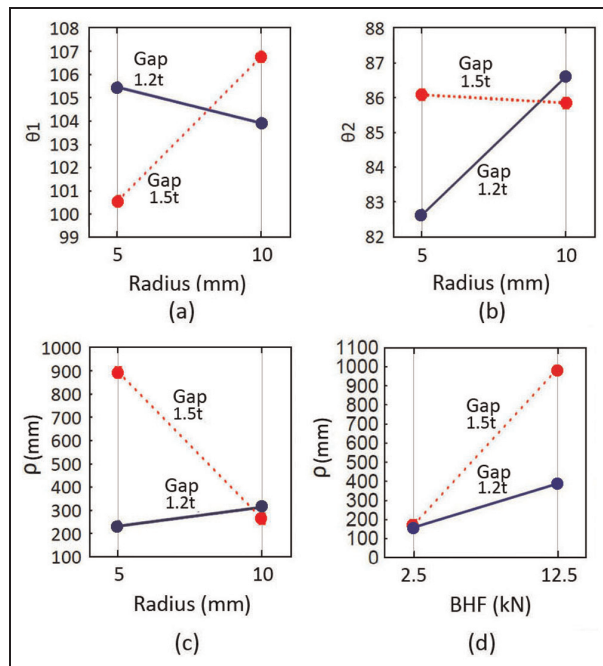 108
107
106
105
104
103
102
101
100
99
θ1
Gap
1.2t
Gap
1.5t
5
10
Radius (mm)
(a)
88
87
86
85
84
83
82
θ2
Gap
1.5t
Gap
1.2t
5
10
Radius (mm)
(b)
1000
900
800
700
600
500
400
300
200
100
ρ(mm)
Gap
1.5t
Gap
1.2t
5
10
Radius (mm)
(c)
1100
1000
900
800
700
600
500
400
300
200
100
0
ρ(mm)
Gap
1.5t
Gap
1.2t
2.5
12.5
BHF (kN)
(d)